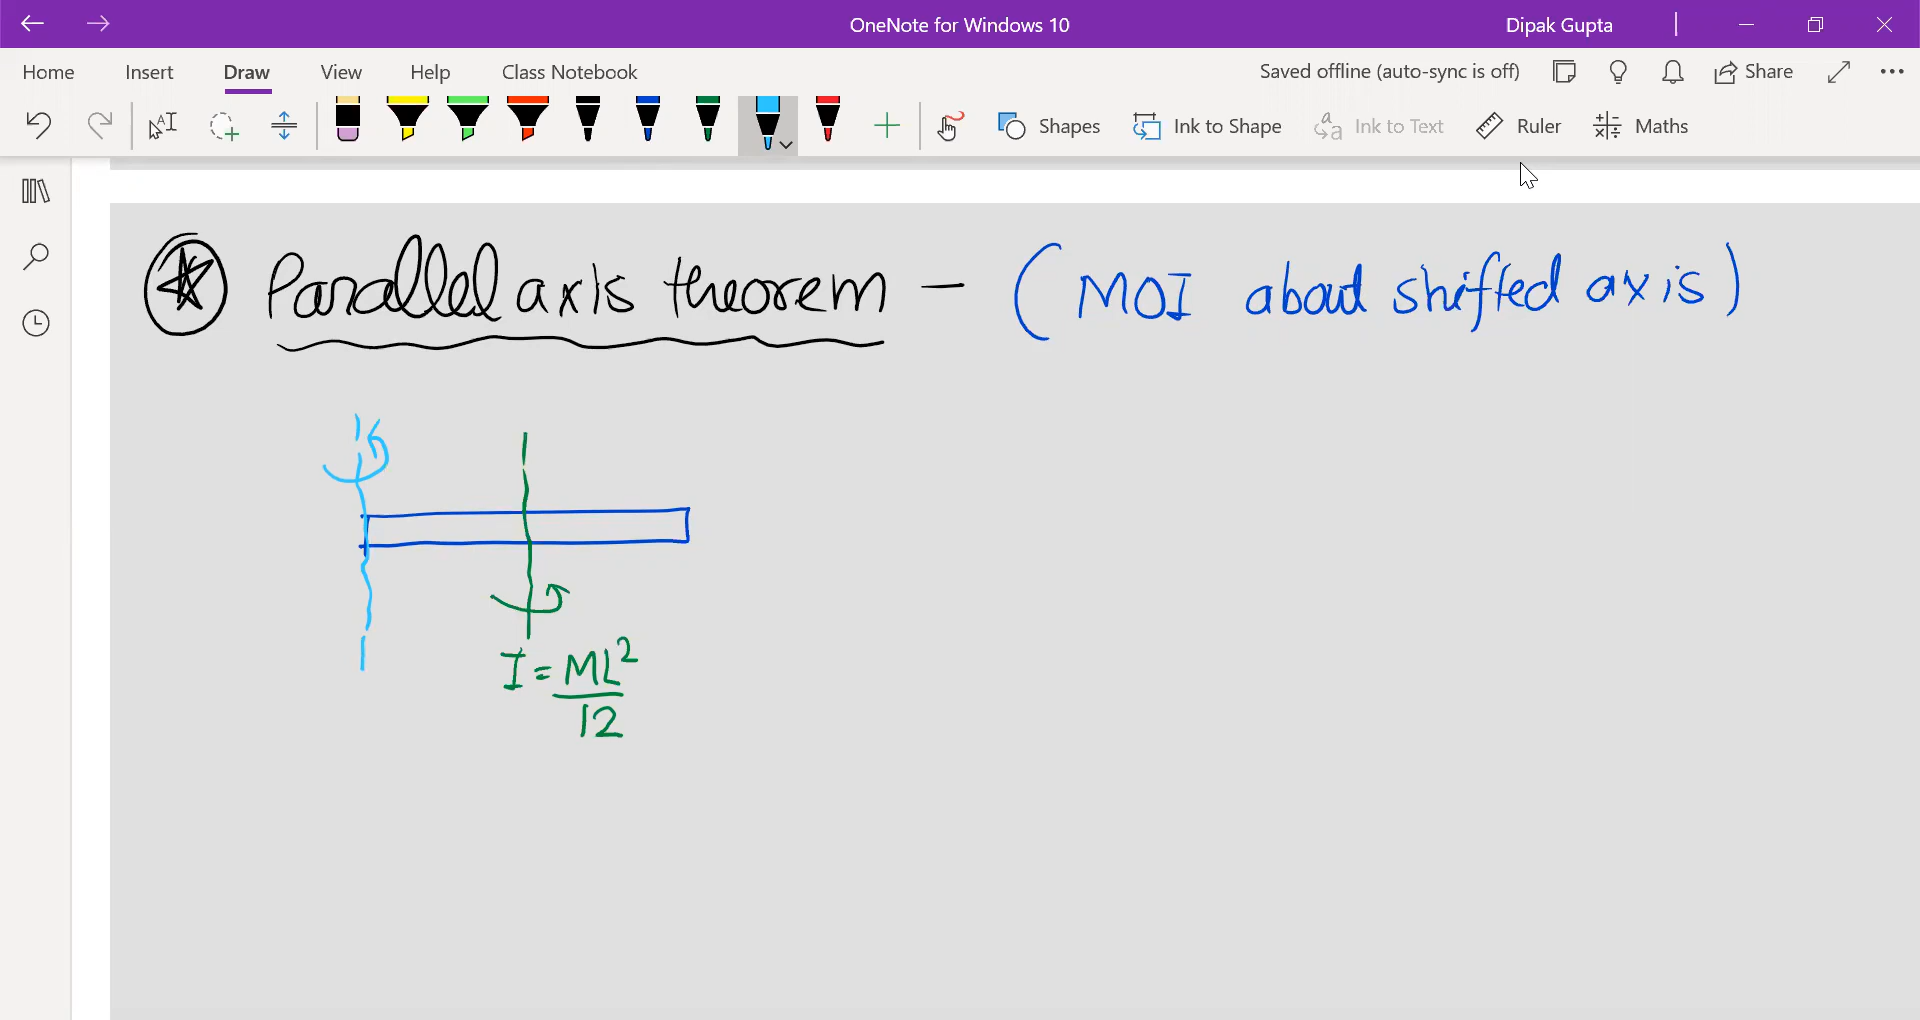 OneNote for Windows 10
Dipak Gupta
Home Insert Draw View Help Class Notebook
Saved offline (auto-sync is off) Share
Shapes Ink to Shape Ink to Text Ruler Maths
Parallel axis theorem - (MOI about shifted axis)
I = ML²/12